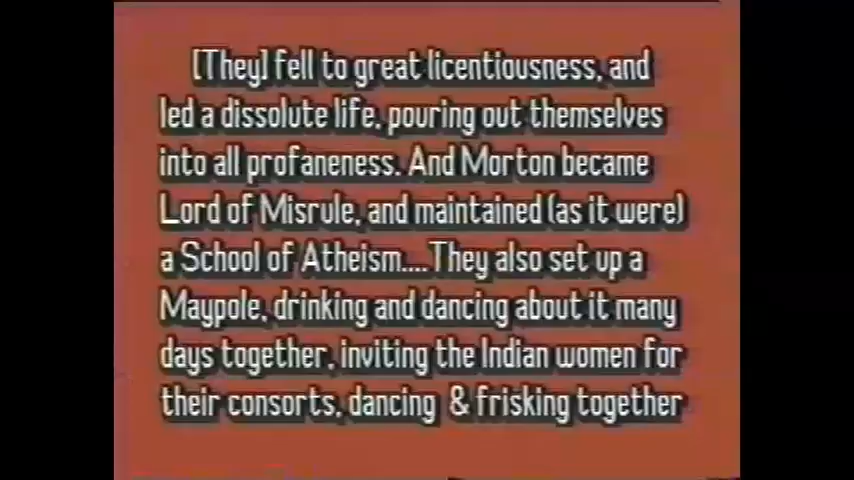 [They] fell to great licentiousness, and
led a dissolute life, pouring out themselves
into all profaneness. And Morton became
Lord of Misrule, and maintained (as it were)
a School of Atheism....They also set up a
Maypole, drinking and dancing about it many
days together, inviting the Indian women for
their consorts, dancing & frisking together